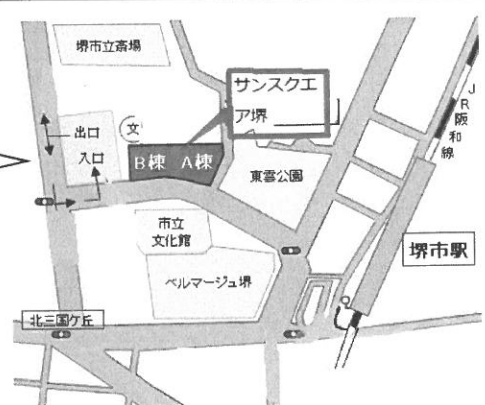 堺市立斎場
サンスクエ
ア堺
JR阪和線
出口
文
入口
B棟 A棟
東雲公園
市立
文化館
堺市駅
ベルマージュ堺
北三国ケ丘